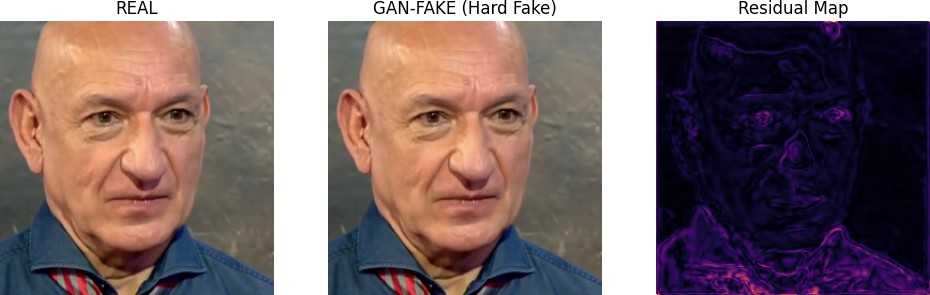 REAL
GAN-FAKE (Hard Fake)
Residual Map